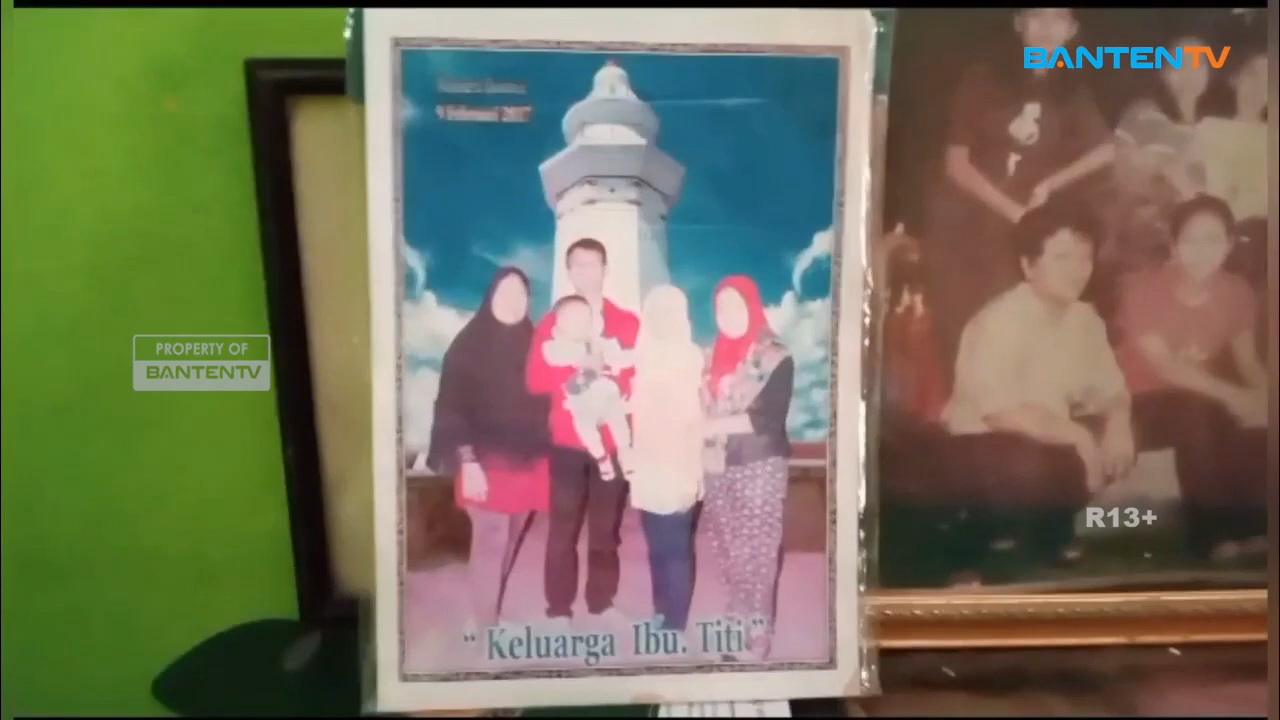 BANTENTV
PROPERTY OF
BANTENTV
R13+
“ Keluarga Ibu. Titi ”